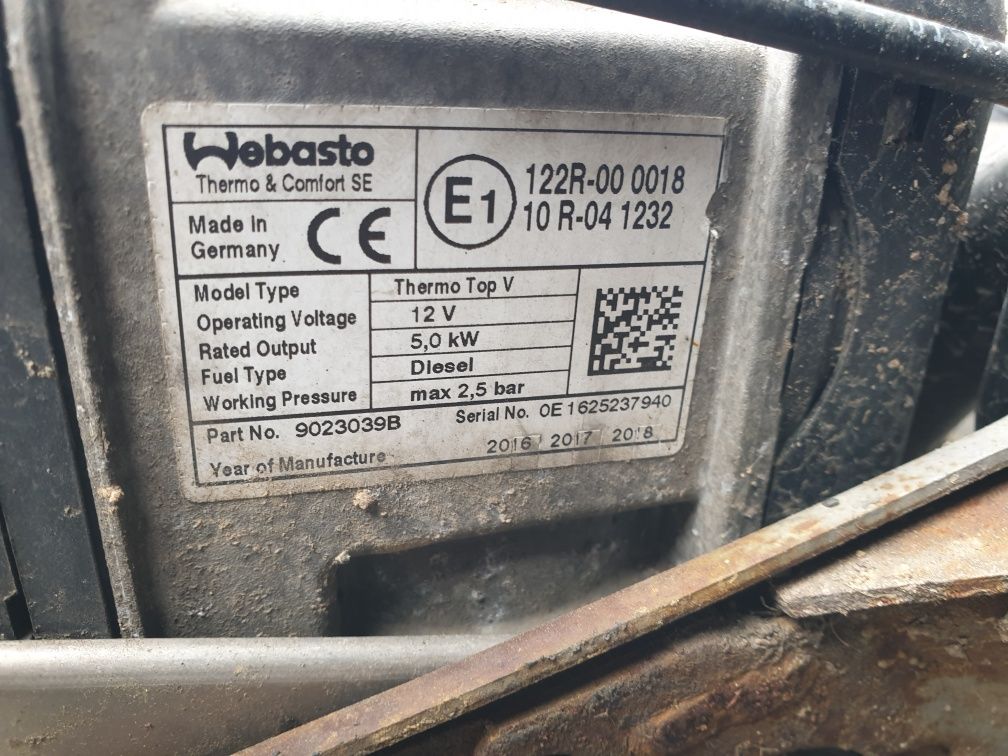 Webasto
Thermo & Comfort SE
Made In
Germany
CE
E1
122R-00 0018
10 R-04 1232
Model Type Thermo Top V
Operating Voltage 12 V
Rated Output 5,0 kW
Fuel Type Diesel
Working Pressure max 2,5 bar
Part No. 9023039B Serial No. OE 1625237940
Year of Manufacture 2016 2017 2018